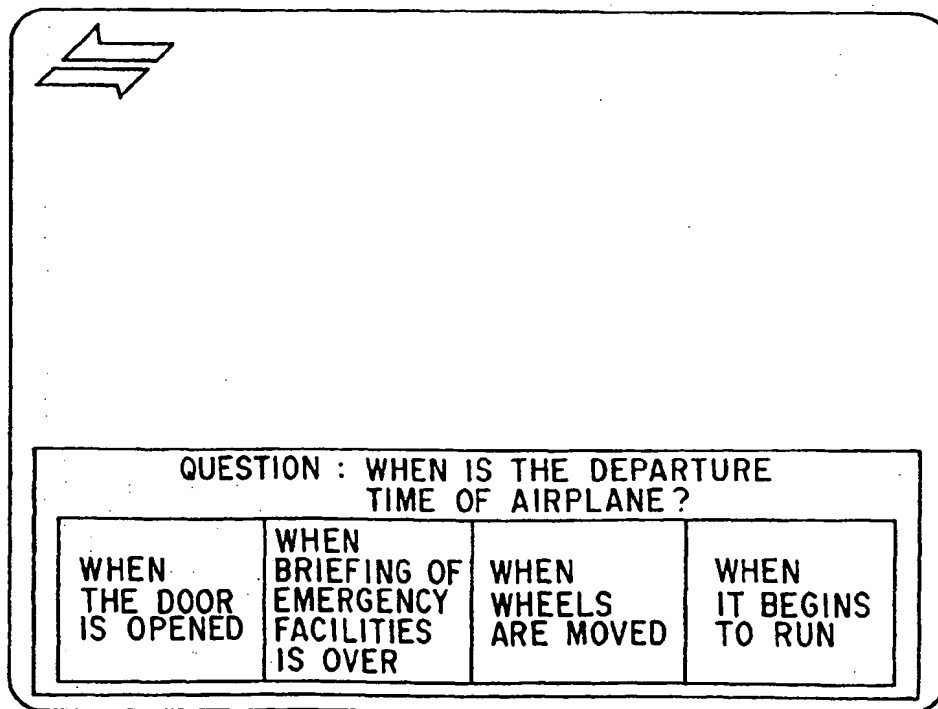 QUESTION : WHEN IS THE DEPARTURE
TIME OF AIRPLANE ?
WHEN
THE DOOR
IS OPENED
WHEN
BRIEFING OF
EMERGENCY
FACILITIES
IS OVER
WHEN
WHEELS
ARE MOVED
WHEN
IT BEGINS
TO RUN